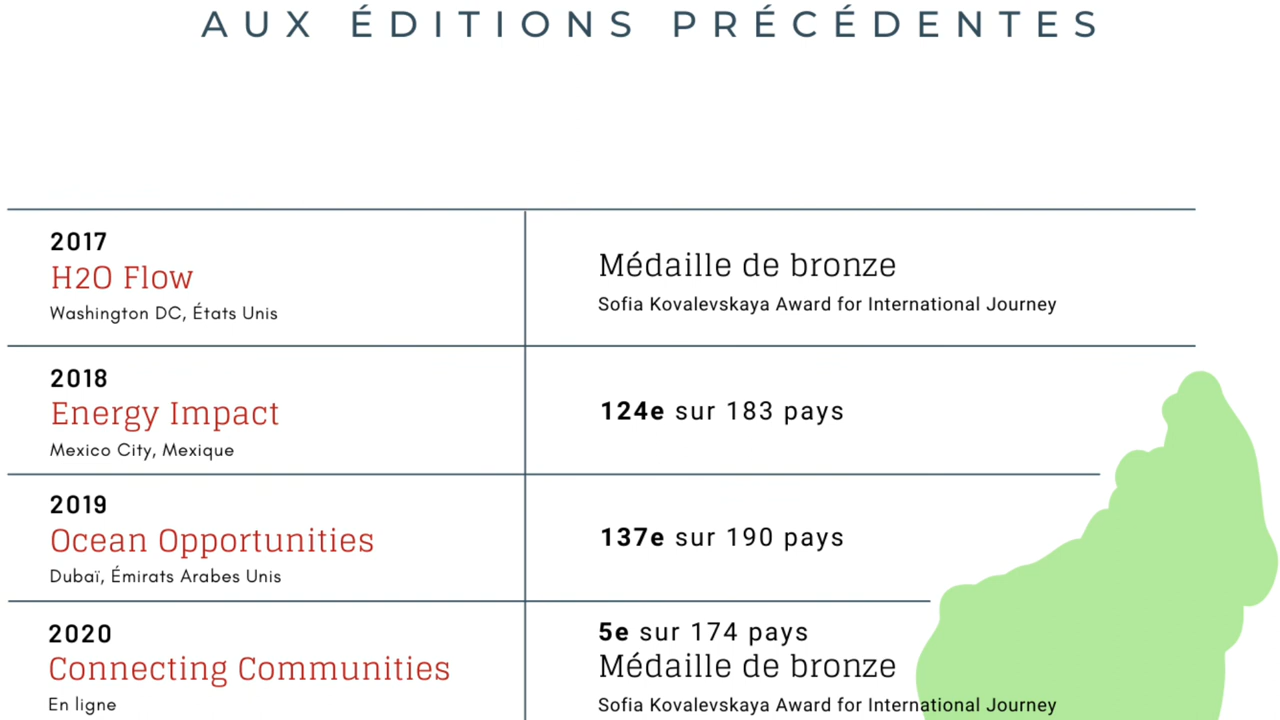 AUX ÉDITIONS PRÉCÉDENTES
2017
H2O Flow
Washington DC, États Unis
Médaille de bronze
Sofia Kovalevskaya Award for International Journey
2018
Energy Impact
Mexico City, Mexique
124e sur 183 pays
2019
Ocean Opportunities
Dubaï, Émirats Arabes Unis
137e sur 190 pays
2020
Connecting Communities
En ligne
5e sur 174 pays
Médaille de bronze
Sofia Kovalevskaya Award for International Journey